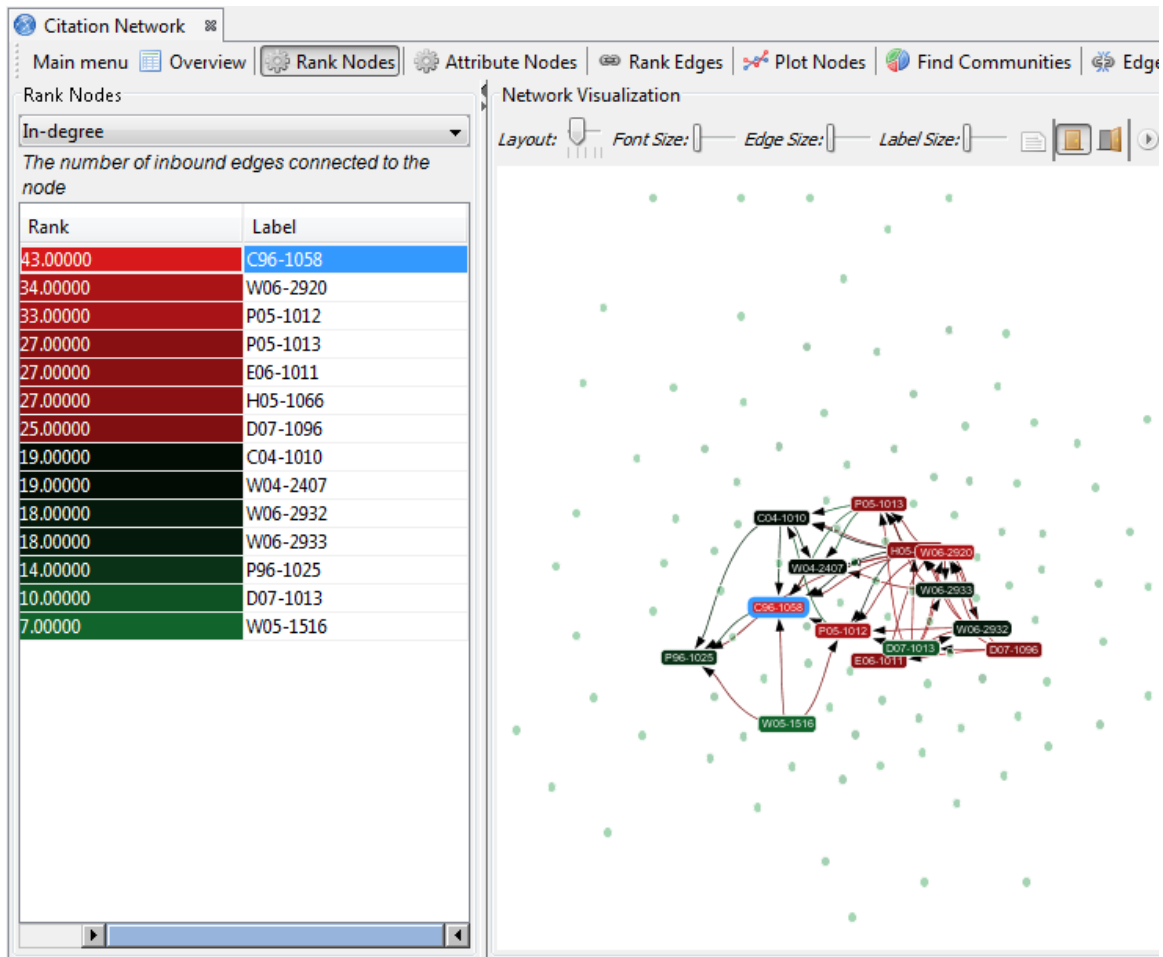 Citation Network
Main menu Overview Rank Nodes Attribute Nodes Rank Edges Plot Nodes Find Communities Edge
Rank Nodes
In-degree
The number of inbound edges connected to the
node
Rank Label
43.00000 C96-1058
34.00000 W06-2920
33.00000 P05-1012
27.00000 P05-1013
27.00000 E06-1011
27.00000 H05-1066
25.00000 D07-1096
19.00000 C04-1010
19.00000 W04-2407
18.00000 W06-2932
18.00000 W06-2933
14.00000 P96-1025
10.00000 D07-1013
7.00000 W05-1516
Network Visualization
Layout: Font Size: Edge Size: Label Size:
P05-1013
C04-1010
H05- W06-2920
W04-2407
W06-2933
C96-1058
P05-1012 W06-2932
D07-1013 D07-1096
P96-1025 E06-1011
W05-1516